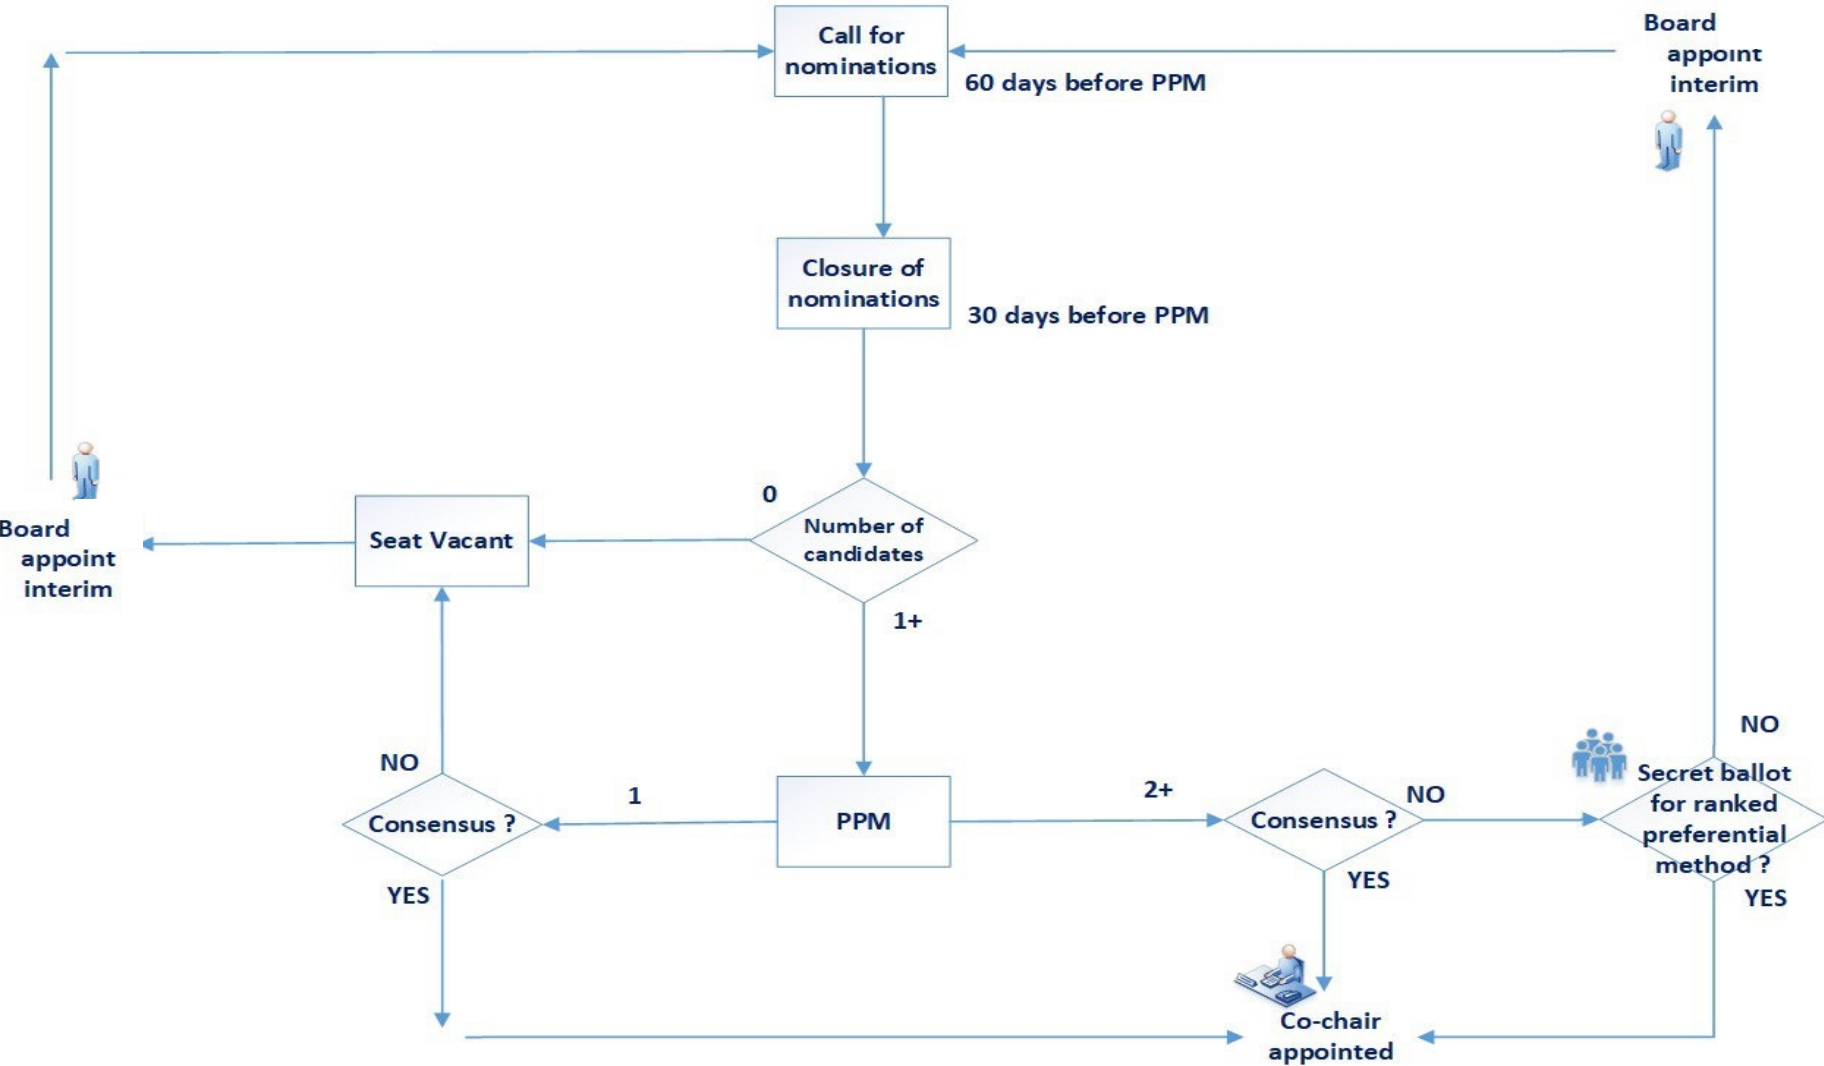 Call for
nominations
60 days before PPM
Board
appoint
interim
Closure of
nominations
30 days before PPM
0
Number of
candidates
Seat Vacant
Board
appoint
interim
1+
NO
Consensus ?
YES
1
PPM
2+
Consensus ?
NO
YES
NO
Secret ballot
for ranked
preferential
method ?
YES
Co-chair
appointed